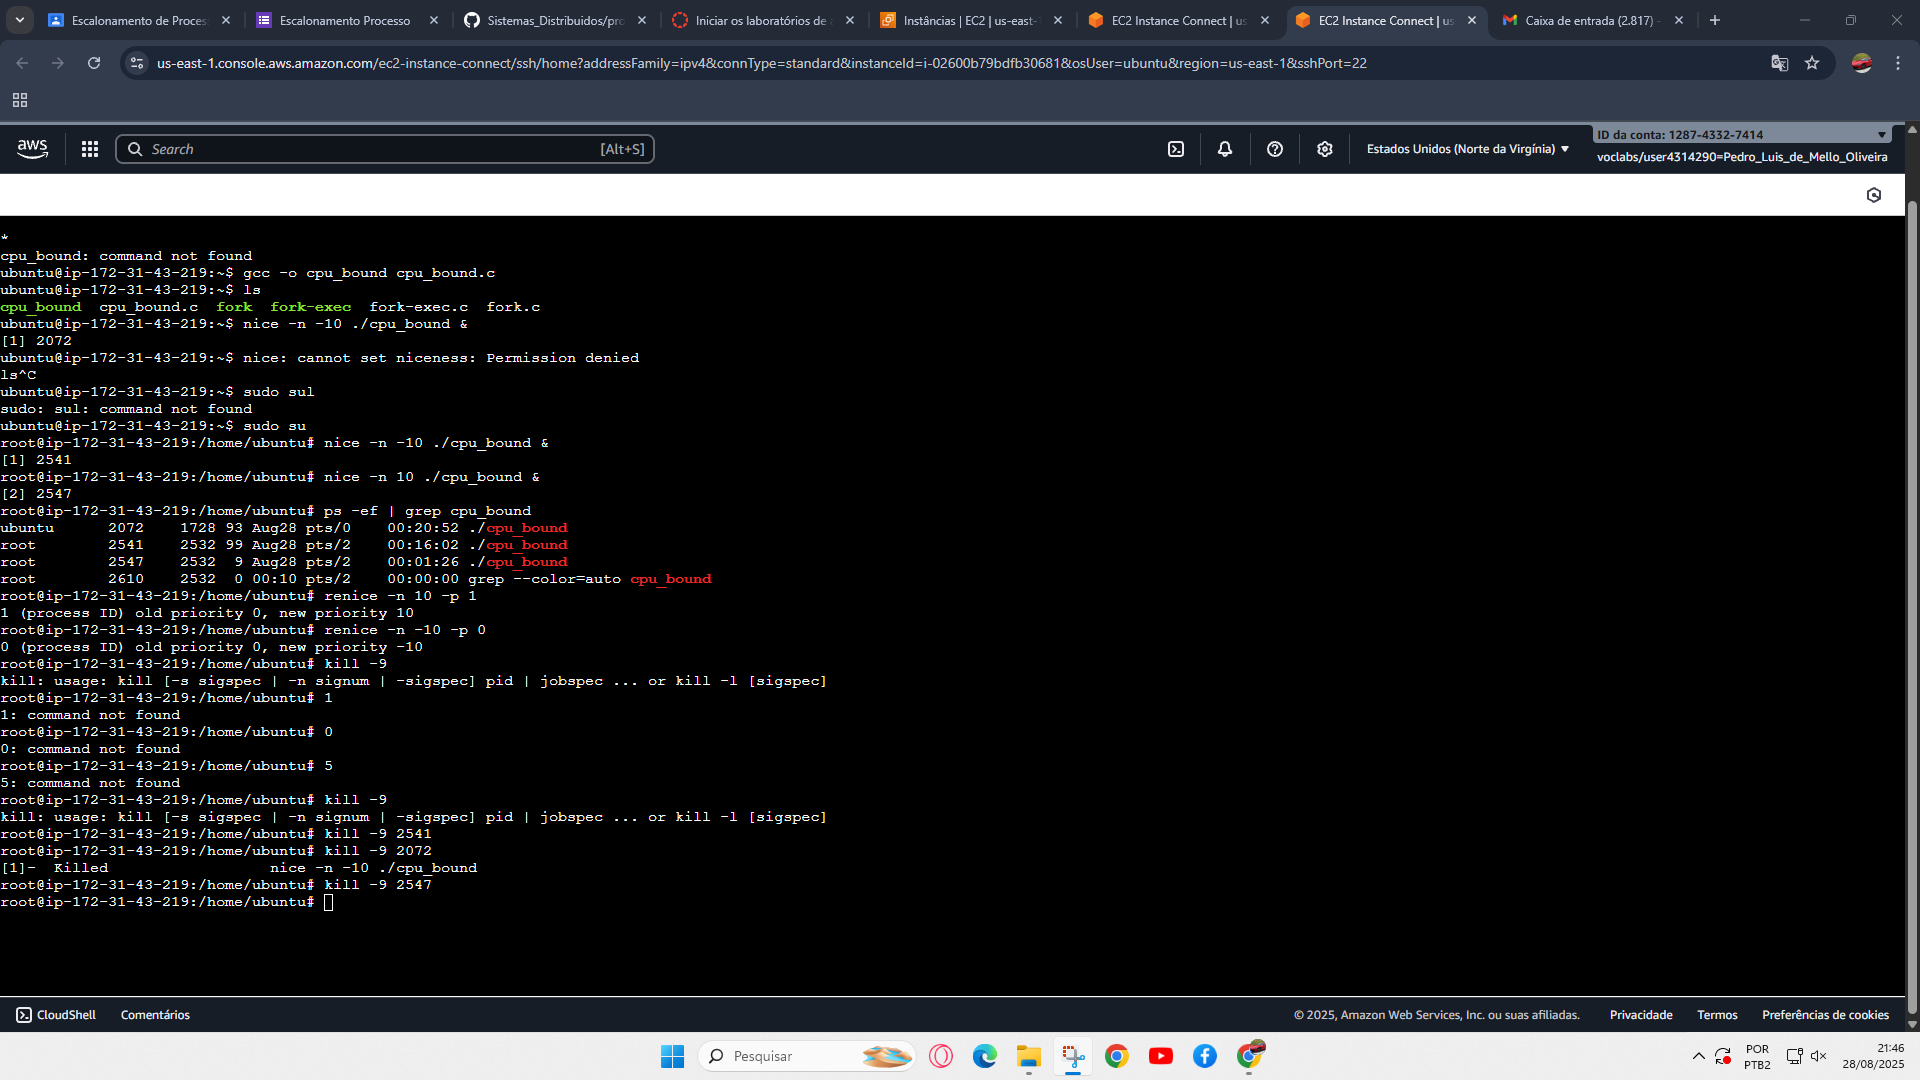 Escalonamento de Proces
Escalonamento Processo
Sistemas_Distribuidos/pro
Iniciar os laboratórios de a
Instâncias | EC2 | us-east-1
EC2 Instance Connect | us
EC2 Instance Connect | us
Caixa de entrada (2.817) -
us-east-1.console.aws.amazon.com/ec2-instance-connect/ssh/home?addressFamily=ipv4&connType=standard&instanceId=i-02600b79bdfb30681&osUser=ubuntu&region=us-east-1&sshPort=22
aws
Search [Alt+S]
Estados Unidos (Norte da Virgínia)
ID da conta: 1287-4332-7414
voclabs/user4314290=Pedro_Luis_de_Mello_Oliveira
*
cpu_bound: command not found
ubuntu@ip-172-31-43-219:~$ gcc -o cpu_bound cpu_bound.c
ubuntu@ip-172-31-43-219:~$ ls
cpu_bound  cpu_bound.c  fork  fork-exec  fork-exec.c  fork.c
ubuntu@ip-172-31-43-219:~$ nice -n -10 ./cpu_bound &
[1] 2072
ubuntu@ip-172-31-43-219:~$ nice: cannot set niceness: Permission denied
ls^C
ubuntu@ip-172-31-43-219:~$ sudo sul
sudo: sul: command not found
ubuntu@ip-172-31-43-219:~$ sudo su
root@ip-172-31-43-219:/home/ubuntu# nice -n -10 ./cpu_bound &
[1] 2541
root@ip-172-31-43-219:/home/ubuntu# nice -n 10 ./cpu_bound &
[2] 2547
root@ip-172-31-43-219:/home/ubuntu# ps -ef | grep cpu_bound
ubuntu      2072    1728 93 Aug28 pts/0    00:20:52 ./cpu_bound
root        2541    2532 99 Aug28 pts/2    00:16:02 ./cpu_bound
root        2547    2532  9 Aug28 pts/2    00:01:26 ./cpu_bound
root        2610    2532  0 00:10 pts/2    00:00:00 grep --color=auto cpu_bound
root@ip-172-31-43-219:/home/ubuntu# renice -n 10 -p 1
1 (process ID) old priority 0, new priority 10
root@ip-172-31-43-219:/home/ubuntu# renice -n -10 -p 0
0 (process ID) old priority 0, new priority -10
root@ip-172-31-43-219:/home/ubuntu# kill -9
kill: usage: kill [-s sigspec | -n signum | -sigspec] pid | jobspec ... or kill -l [sigspec]
root@ip-172-31-43-219:/home/ubuntu# 1
1: command not found
root@ip-172-31-43-219:/home/ubuntu# 0
0: command not found
root@ip-172-31-43-219:/home/ubuntu# 5
5: command not found
root@ip-172-31-43-219:/home/ubuntu# kill -9
kill: usage: kill [-s sigspec | -n signum | -sigspec] pid | jobspec ... or kill -l [sigspec]
root@ip-172-31-43-219:/home/ubuntu# kill -9 2541
root@ip-172-31-43-219:/home/ubuntu# kill -9 2072
[1]-  Killed                  nice -n -10 ./cpu_bound
root@ip-172-31-43-219:/home/ubuntu# kill -9 2547
root@ip-172-31-43-219:/home/ubuntu#
CloudShell Comentários © 2025, Amazon Web Services, Inc. ou suas afiliadas. Privacidade Termos Preferências de cookies
Pesquisar
POR
PTB2
21:46
28/08/2025